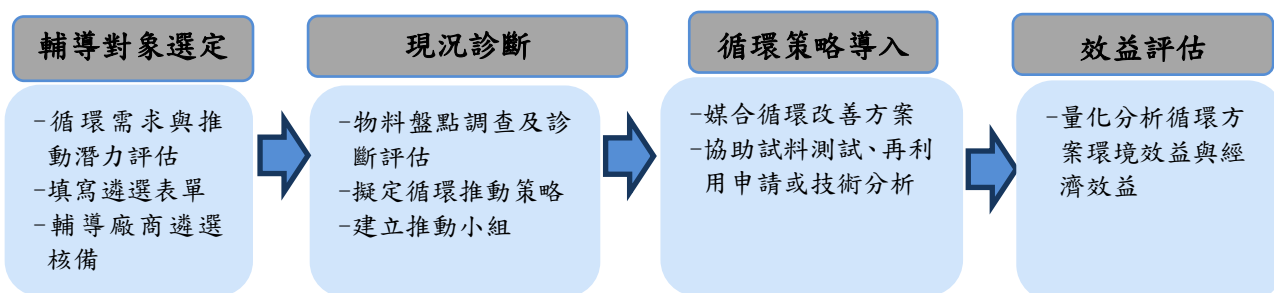 輔導對象選定
-循環需求與推
動潛力評估
-填寫遴選表單
-輔導廠商遴選
核備
現況診斷
-物料盤點調查及診
斷評估
-擬定循環推動策略
-建立推動小組
循環策略導入
-媒合循環改善方案
-協助試料測試、再利
用申請或技術分析
效益評估
-量化分析循環方
案環境效益與經
濟效益